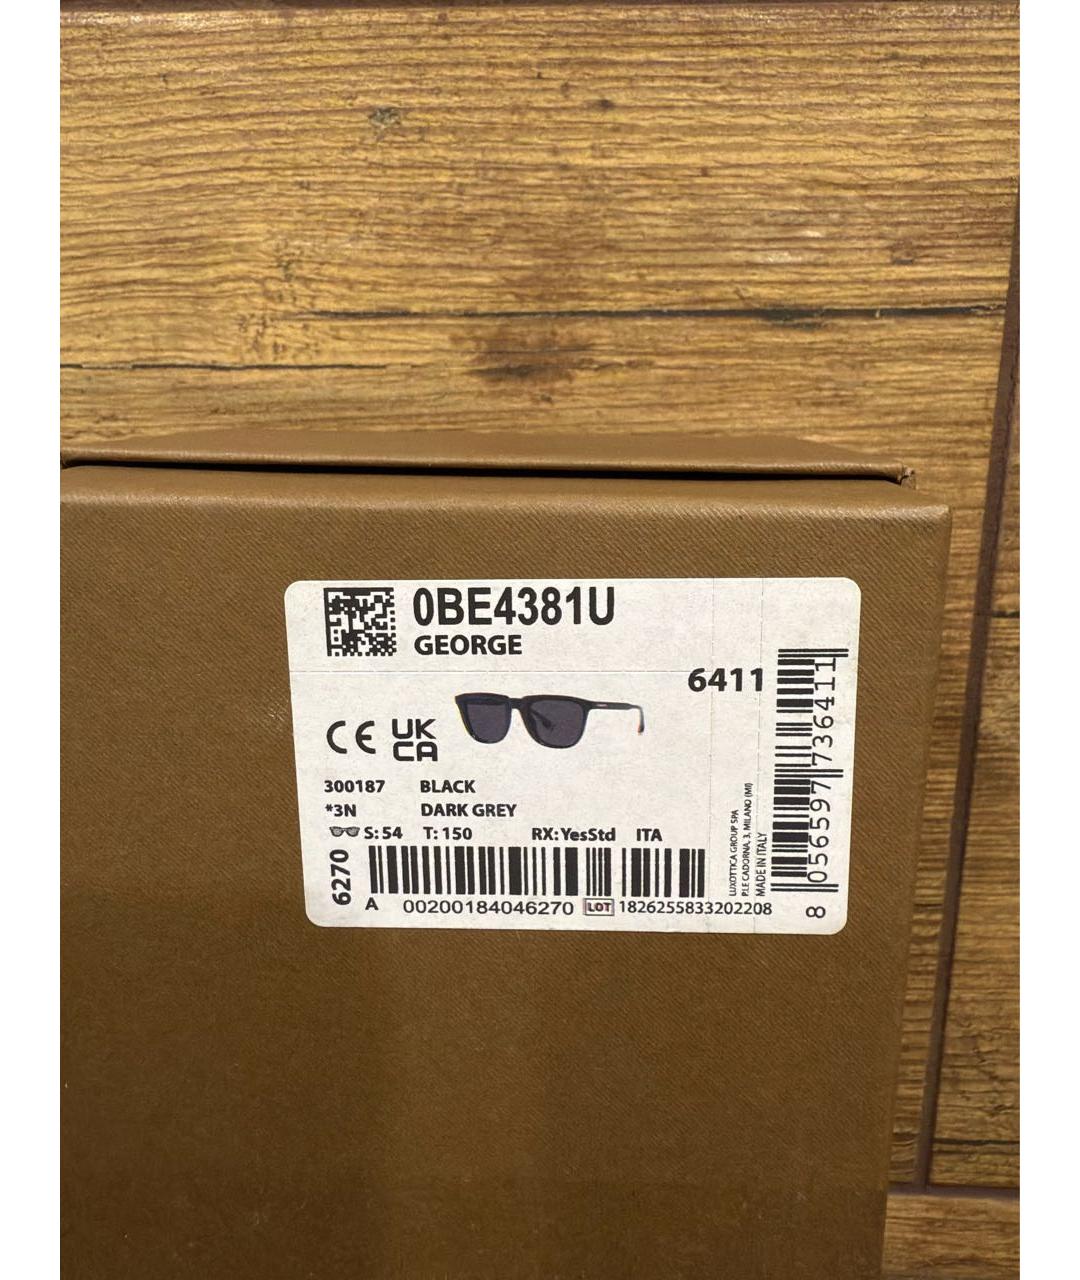 0BE4381U
GEORGE
6411
CE UK CA
300187 BLACK
*3N DARK GREY
S: 54 T: 150 RX: YesStd ITA
6270
A 00200184046270 LOT 1826255833202208
LUXOTTICA GROUP SPA
P.LE CADORNA, 3, MILANO (MI)
MADE IN ITALY
8 056597 736411